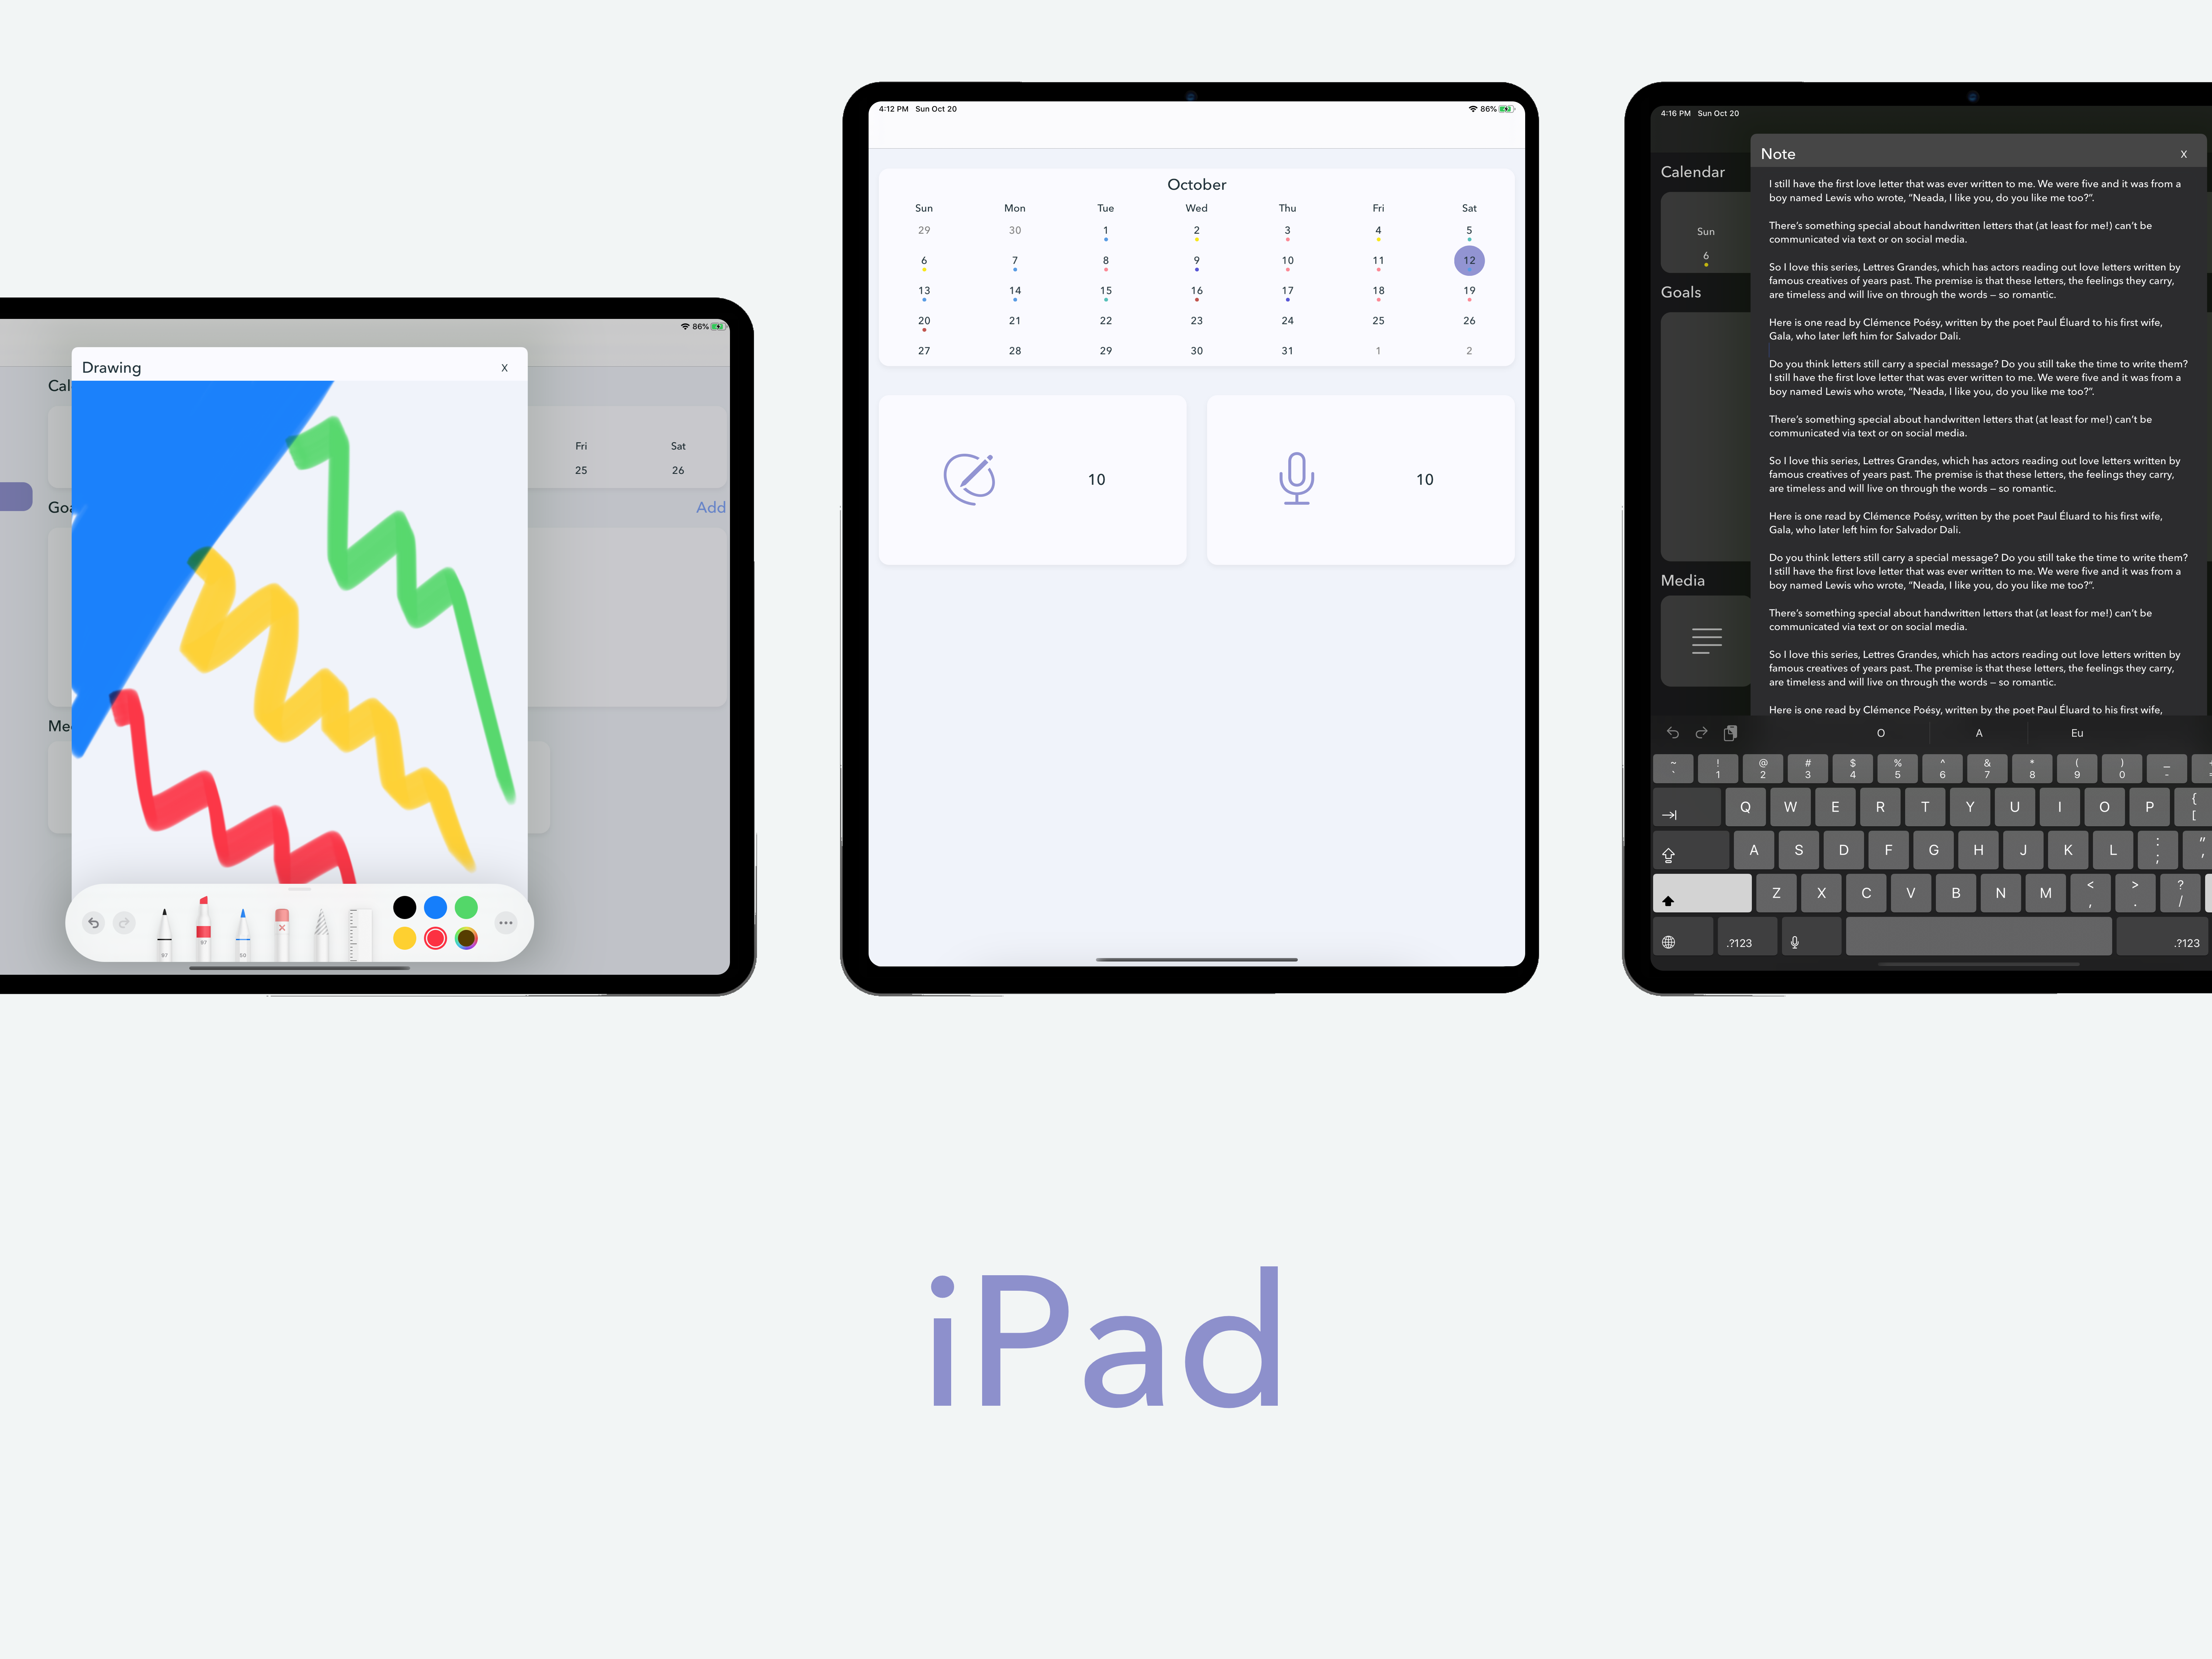 86%
Drawing
X
Cal
Fri Sat
25 26
Goa
Add
Me
97 67 50
4:12 PM Sun Oct 20
86%
October
Sun Mon Tue Wed Thu Fri Sat
29 30 1 2 3 4 5
6 7 8 9 10 11 12
13 14 15 16 17 18 19
20 21 22 23 24 25 26
27 28 29 30 31 1 2
10
10
4:16 PM Sun Oct 20
Calendar
Sun
6
Goals
Media
Note
X
I still have the first love letter that was ever written to me. We were five and it was from a
boy named Lewis who wrote, “Neada, I like you, do you like me too?”.
There’s something special about handwritten letters that (at least for me!) can’t be
communicated via text or on social media.
So I love this series, Lettres Grandes, which has actors reading out love letters written by
famous creatives of years past. The premise is that these letters, the feelings they carry,
are timeless and will live on through the words – so romantic.
Here is one read by Clémence Poésy, written by the poet Paul Éluard to his first wife,
Gala, who later left him for Salvador Dali.
Do you think letters still carry a special message? Do you still take the time to write them?
I still have the first love letter that was ever written to me. We were five and it was from a
boy named Lewis who wrote, “Neada, I like you, do you like me too?”.
There’s something special about handwritten letters that (at least for me!) can’t be
communicated via text or on social media.
So I love this series, Lettres Grandes, which has actors reading out love letters written by
famous creatives of years past. The premise is that these letters, the feelings they carry,
are timeless and will live on through the words – so romantic.
Here is one read by Clémence Poésy, written by the poet Paul Éluard to his first wife,
Gala, who later left him for Salvador Dali.
Do you think letters still carry a special message? Do you still take the time to write them?
I still have the first love letter that was ever written to me. We were five and it was from a
boy named Lewis who wrote, “Neada, I like you, do you like me too?”.
There’s something special about handwritten letters that (at least for me!) can’t be
communicated via text or on social media.
So I love this series, Lettres Grandes, which has actors reading out love letters written by
famous creatives of years past. The premise is that these letters, the feelings they carry,
are timeless and will live on through the words – so romantic.
Here is one read by Clémence Poésy, written by the poet Paul Éluard to his first wife,
O A Eu
~ ! @ # $ % ^ & * ( ) _
` 1 2 3 4 5 6 7 8 9 0 -
Q W E R T Y U I O P { [
A S D F G H J K L : ; " '
Z X C V B N M < , > . ? /
.?123 .?123
iPad